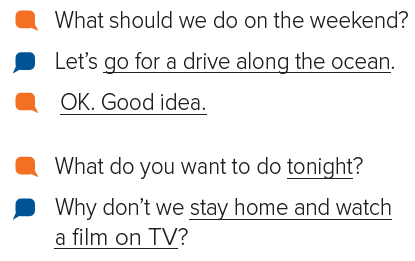 What should we do on the weekend?
Let’s go for a drive along the ocean.
OK. Good idea.
What do you want to do tonight?
Why don’t we stay home and watch
a film on TV?